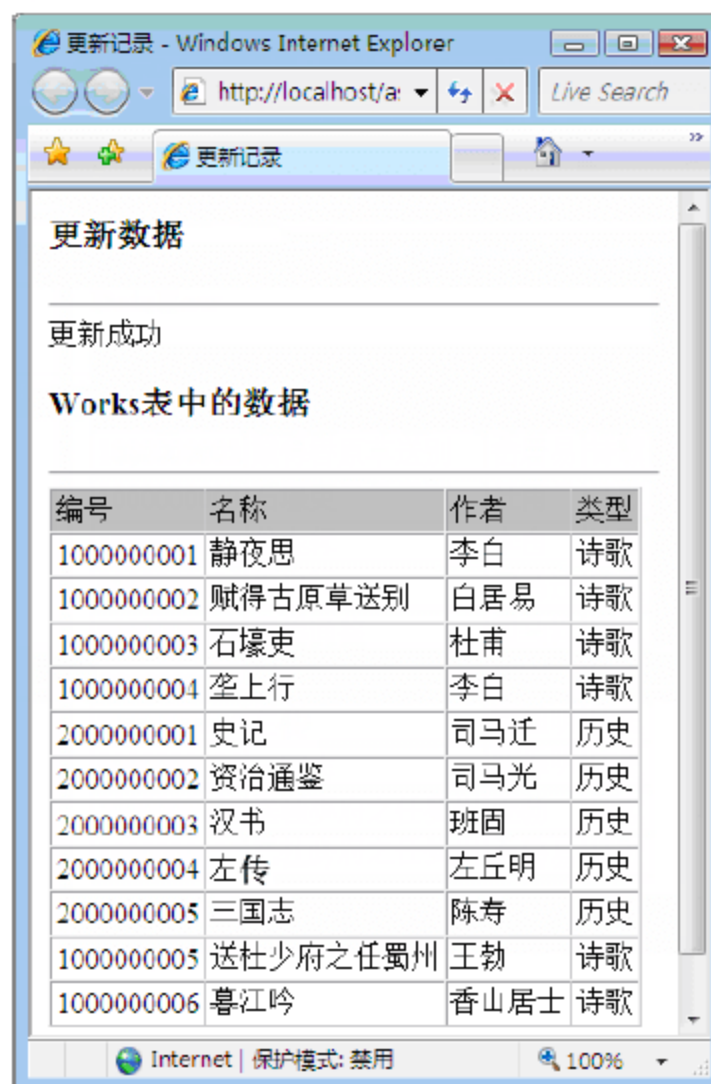 更新记录 - Windows Internet Explorer
http://localhost/a:
Live Search
更新记录
更新数据
更新成功
Works表中的数据
编号 名称 作者 类型
1000000001 静夜思 李白 诗歌
1000000002 赋得古原草送别 白居易 诗歌
1000000003 石壕吏 杜甫 诗歌
1000000004 垄上行 李白 诗歌
2000000001 史记 司马迁 历史
2000000002 资治通鉴 司马光 历史
2000000003 汉书 班固 历史
2000000004 左传 左丘明 历史
2000000005 三国志 陈寿 历史
1000000005 送杜少府之任蜀州 王勃 诗歌
1000000006 暮江吟 香山居士 诗歌
Internet | 保护模式: 禁用 100%